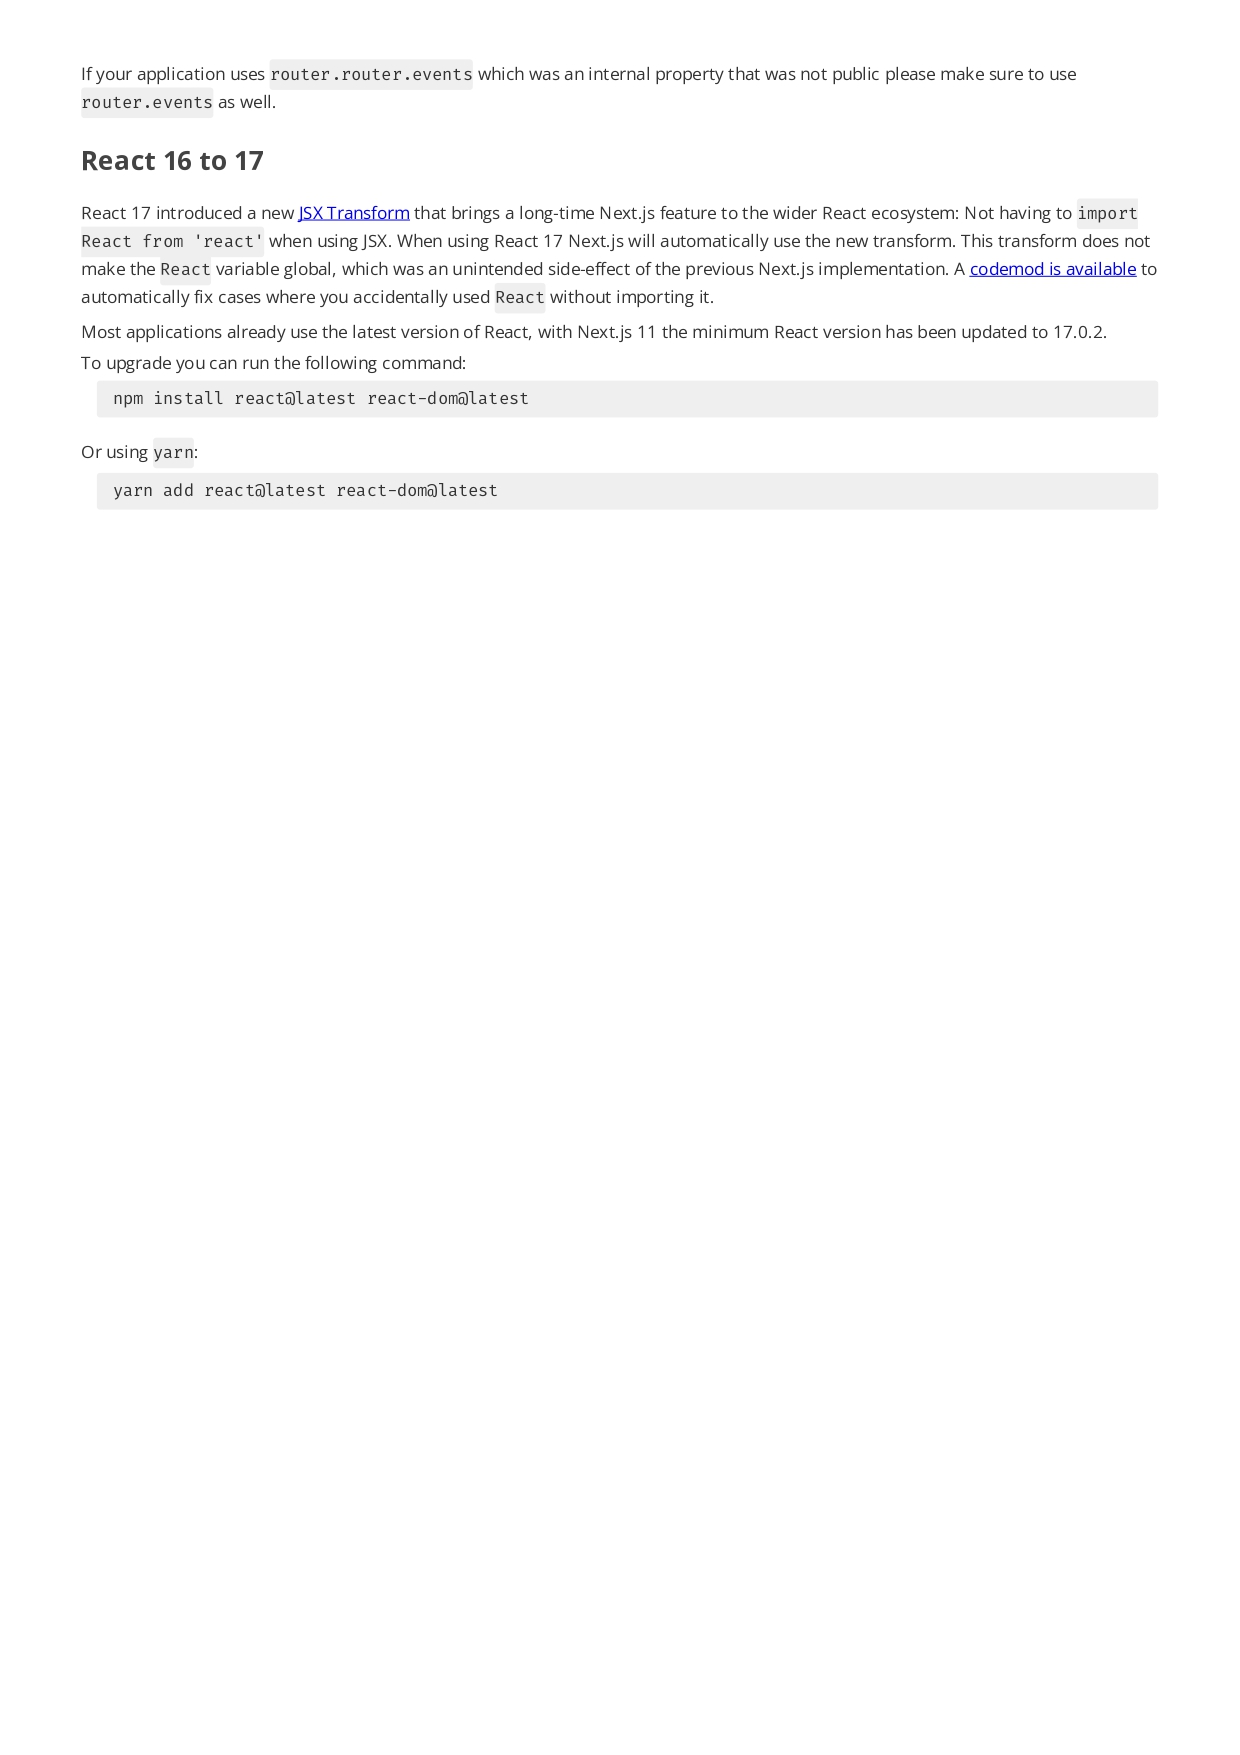 If your application uses router.router.events which was an internal property that was not public please make sure to use
router.events as well.
React 16 to 17
React 17 introduced a new JSX Transform that brings a long-time Next.js feature to the wider React ecosystem: Not having to import
React from 'react' when using JSX. When using React 17 Next.js will automatically use the new transform. This transform does not
make the React variable global, which was an unintended side-effect of the previous Next.js implementation. A codemod is available to
automatically fix cases where you accidentally used React without importing it.
Most applications already use the latest version of React, with Next.js 11 the minimum React version has been updated to 17.0.2.
To upgrade you can run the following command:
npm install react@latest react-dom@latest
Or using yarn:
yarn add react@latest react-dom@latest